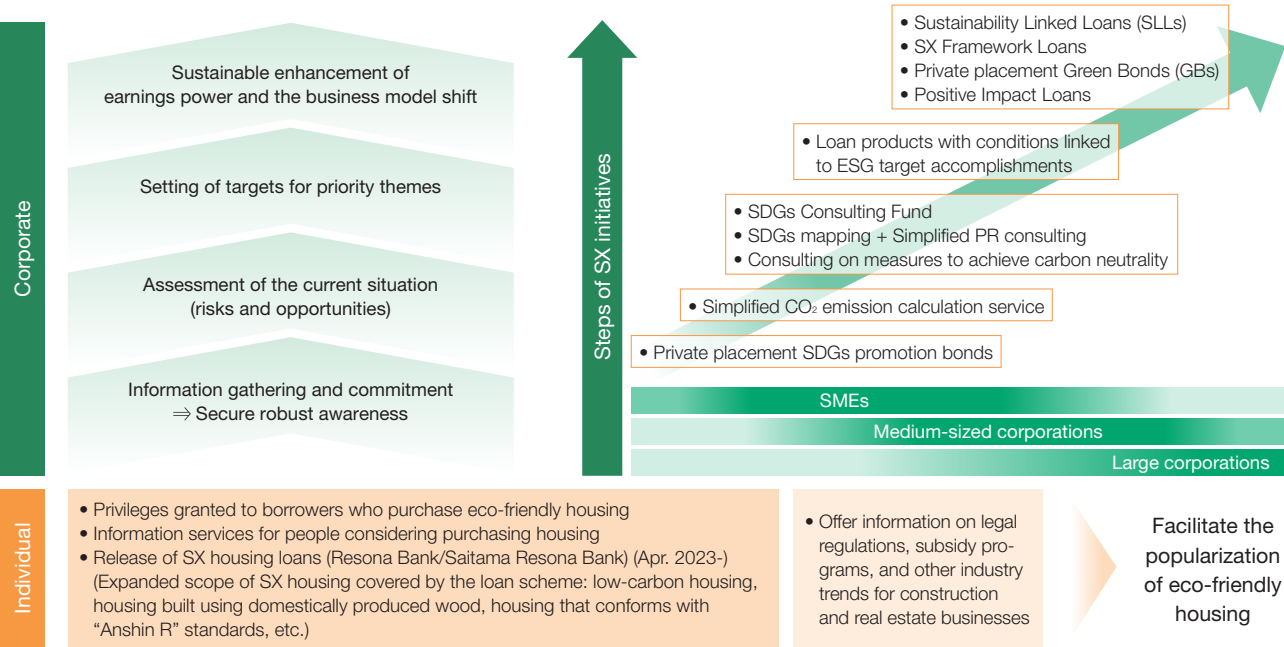 Corporate
Sustainable enhancement of
earnings power and the business model shift
Setting of targets for priority themes
Assessment of the current situation
(risks and opportunities)
Information gathering and commitment
⇒ Secure robust awareness
Steps of SX initiatives
• Sustainability Linked Loans (SLLs)
• SX Framework Loans
• Private placement Green Bonds (GBs)
• Positive Impact Loans
• Loan products with conditions linked
to ESG target accomplishments
• SDGs Consulting Fund
• SDGs mapping + Simplified PR consulting
• Consulting on measures to achieve carbon neutrality
• Simplified CO₂ emission calculation service
• Private placement SDGs promotion bonds
SMEs
Medium-sized corporations
Large corporations
Individual
• Privileges granted to borrowers who purchase eco-friendly housing
• Information services for people considering purchasing housing
• Release of SX housing loans (Resona Bank/Saitama Resona Bank) (Apr. 2023-)
(Expanded scope of SX housing covered by the loan scheme: low-carbon housing,
housing built using domestically produced wood, housing that conforms with
“Anshin R” standards, etc.)
• Offer information on legal
regulations, subsidy pro-
grams, and other industry
trends for construction
and real estate businesses
Facilitate the
popularization
of eco-friendly
housing